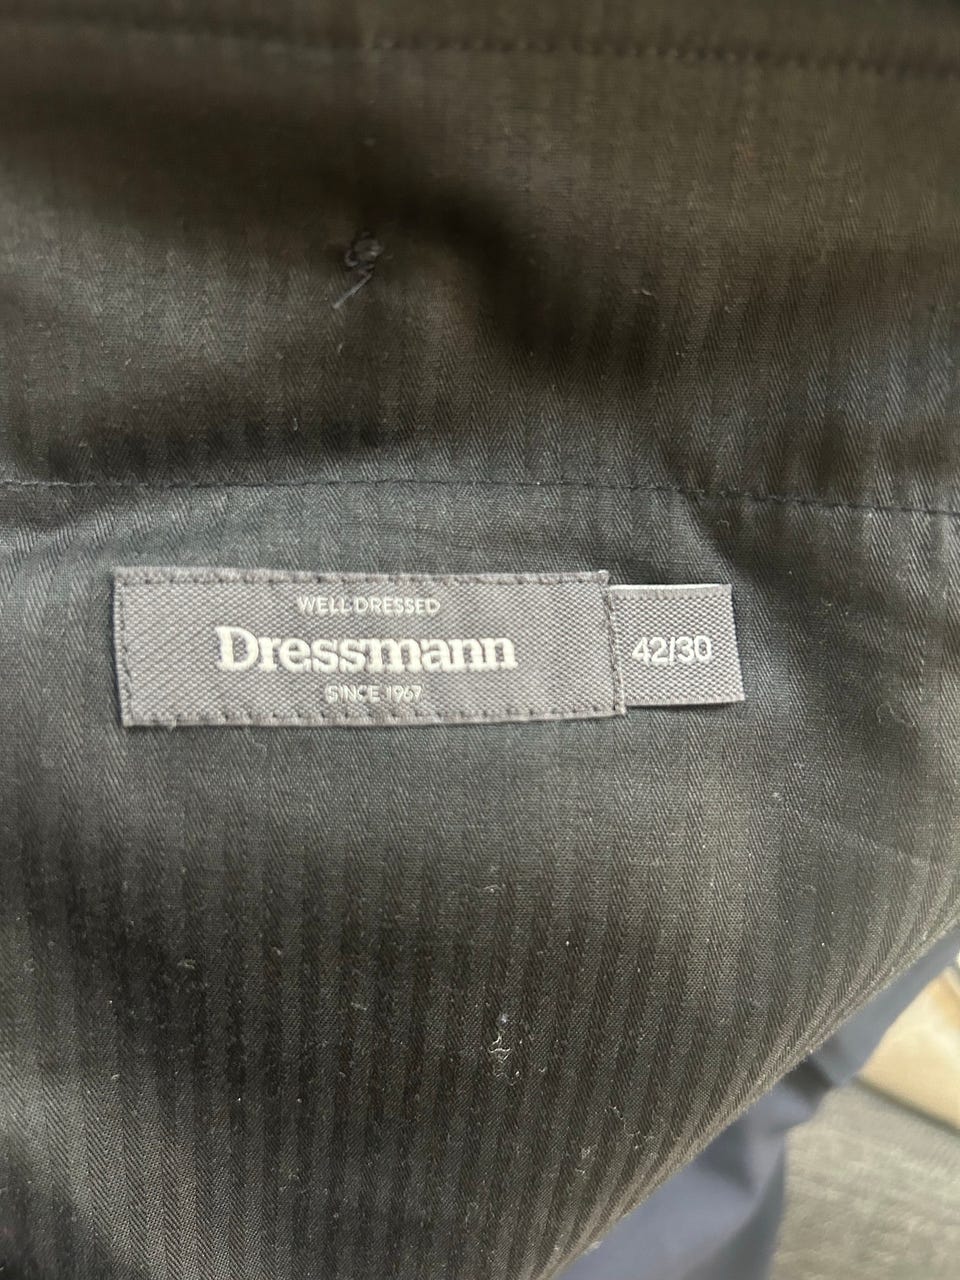 WELL DRESSED
Dressmann
SINCE 1967
42/30